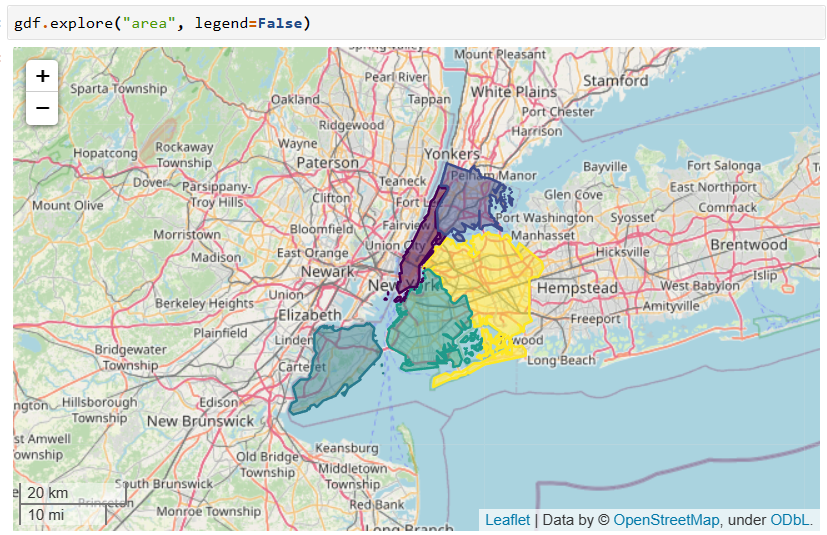 gdf.explore("area", legend=False)
+
−
Mount Pleasant
Sparta Township
Pearl River
White Plains
Stamford
Oakland
Tappan
Port Chester
Ridgewood
Harrison
Hopatcong
Rockaway
Township
Wayne
Paterson
Yonkers
Bayville
Fort Salonga
Dover
Parsippany-
Troy Hills
Teaneck
Pelham Manor
Glen Cove
East Northport
Mount Olive
Clifton
Fort Le
Port Washington
Syosset
Commack
Morristown
Bloomfield
Fairview
Manhasset
Madison
East Orange
Union City
Hicksville
Brentwood
Newark
New York
Hempstead
West Babylon
Islip
Berkeley Heights
Union
Elizabeth
Freeport
Amityville
Plainfield
Linden
wood
Long Beach
Bridgewater
Township
Carteret
ngton
Hillsborough
Township
Edison
New Brunswick
st Amwell
ownship
Keansburg
Old Bridge
Township
Middletown
Township
South Brunswick
Princeton
Monroe Township
Red Bank
Long Branch
20 km
10 mi
Leaflet | Data by © OpenStreetMap, under ODbL.